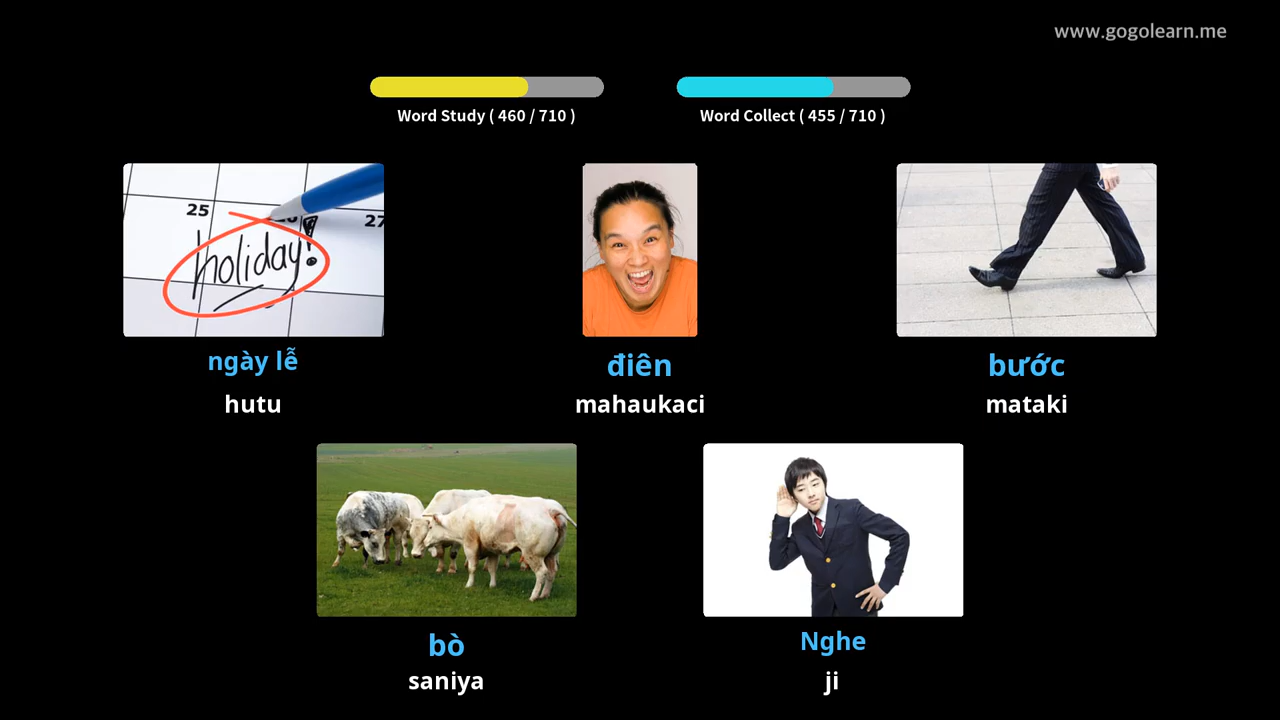 www.gogolearn.me
Word Study ( 460 / 710 )
Word Collect ( 455 / 710 )
25
27
holiday!
ngày lễ
hutu
điên
mahaukaci
bước
mataki
bò
saniya
Nghe
ji